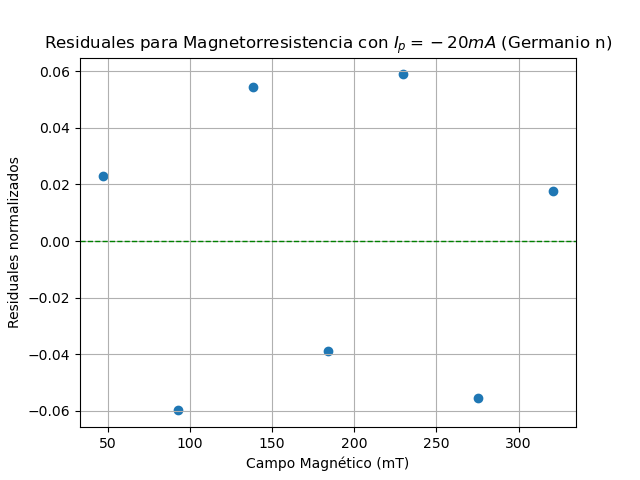 Residuales para Magnetorresistencia con $I_p = -20mA$ (Germanio n)
0.06
0.04
0.02
0.00
−0.02
−0.04
−0.06
Residuales normalizados
50 100 150 200 250 300
Campo Magnético (mT)